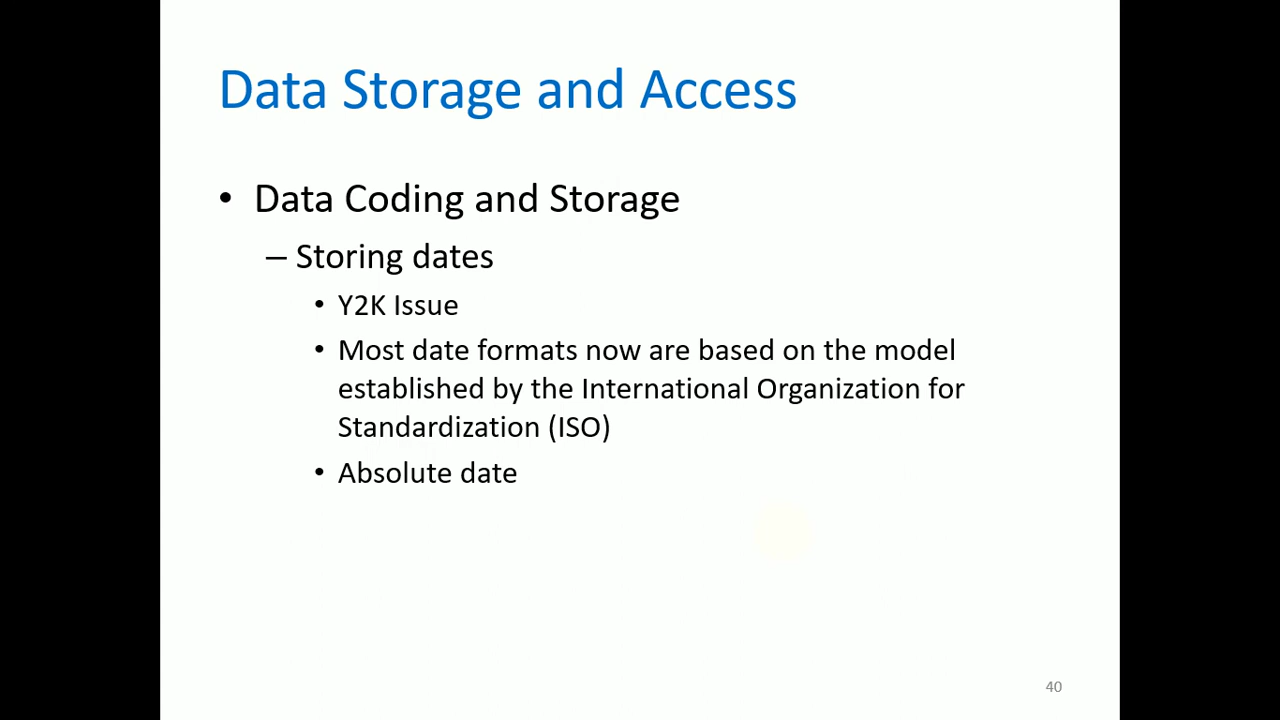 Data Storage and Access
• Data Coding and Storage
– Storing dates
• Y2K Issue
• Most date formats now are based on the model
established by the International Organization for
Standardization (ISO)
• Absolute date
40